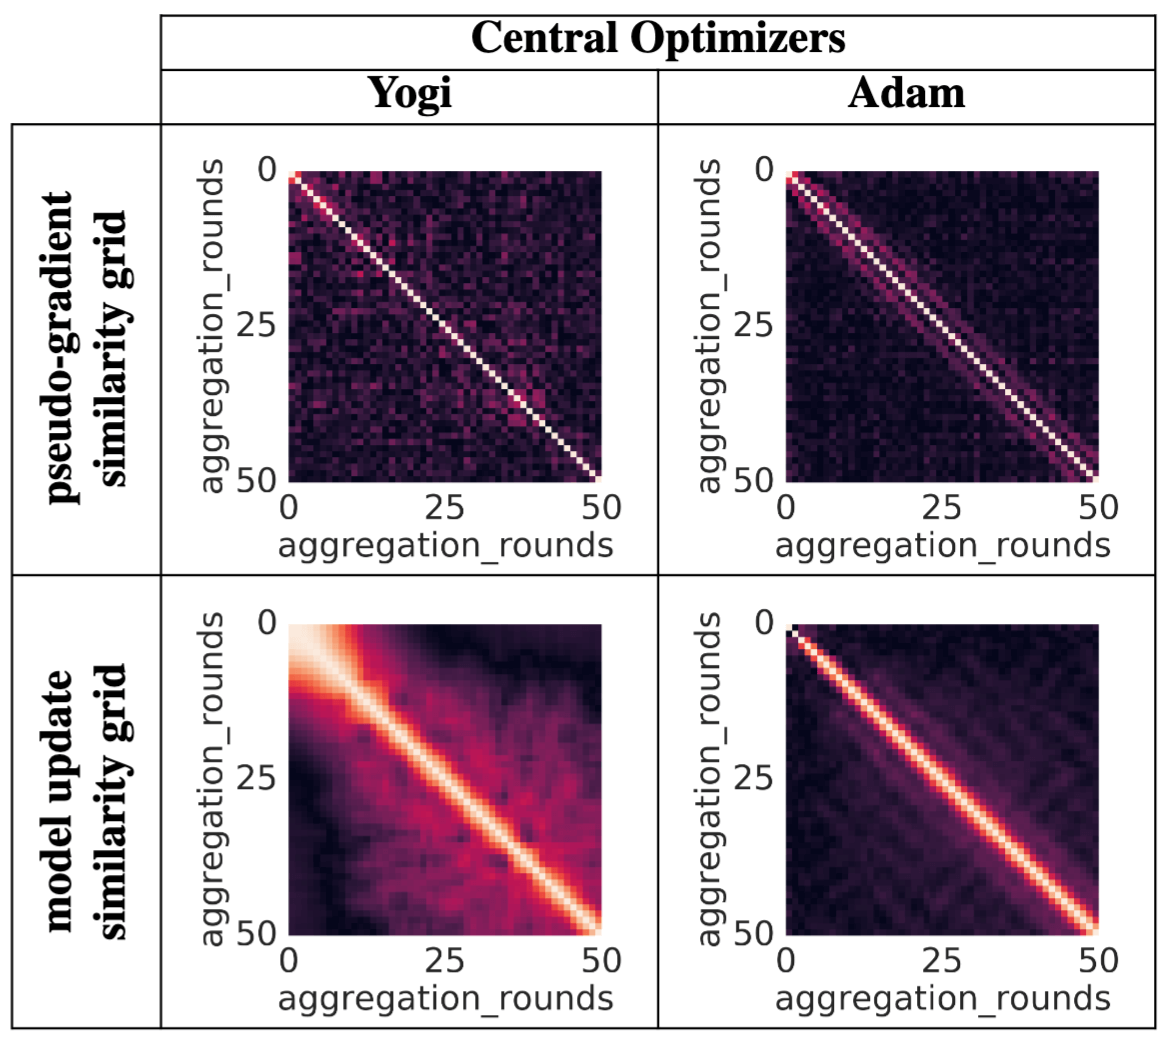 Central Optimizers
Yogi
Adam
pseudo-gradient
similarity grid
aggregation_rounds
0
25
50
0
25
50
aggregation_rounds
aggregation_rounds
0
25
50
0
25
50
aggregation_rounds
model update
similarity grid
aggregation_rounds
0
25
50
0
25
50
aggregation_rounds
aggregation_rounds
0
25
50
0
25
50
aggregation_rounds